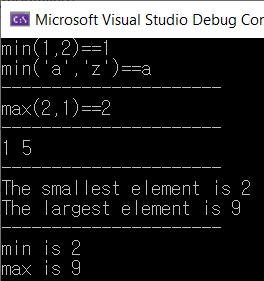 Microsoft Visual Studio Debug Con
min(1,2)==1
min('a','z')==a
----------------------
max(2,1)==2
----------------------
1 5
----------------------
The smallest element is 2
The largest element is 9
----------------------
min is 2
max is 9